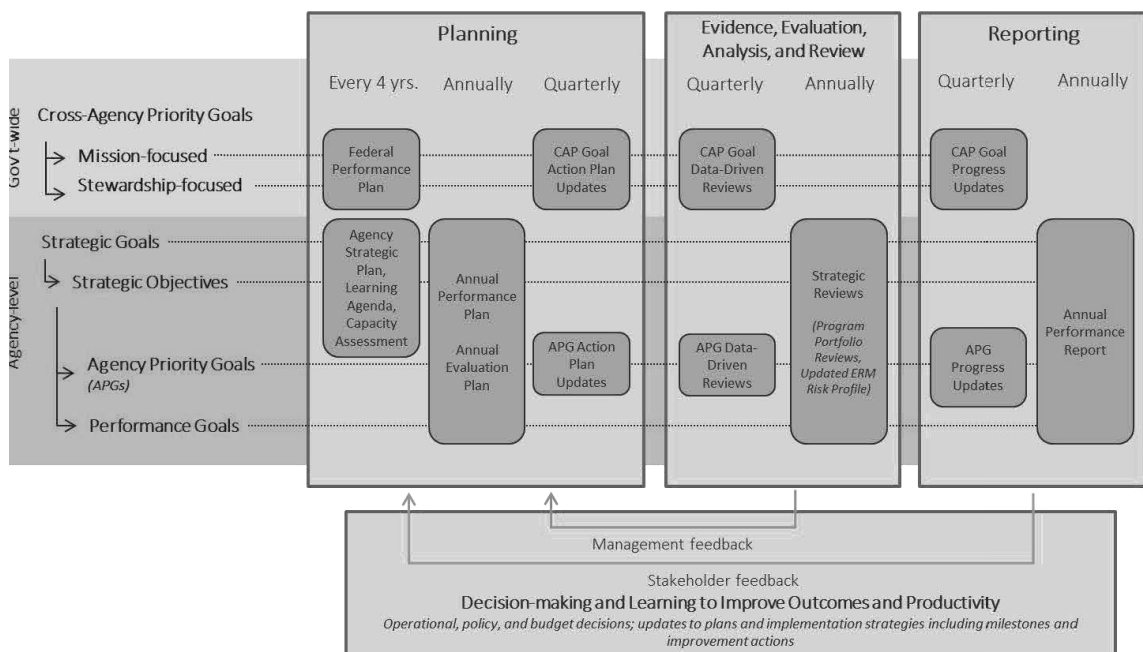 Planning
Evidence, Evaluation,
Analysis, and Review
Reporting
Every 4 yrs.
Annually
Quarterly
Quarterly
Annually
Quarterly
Annually
Gov't-wide
Cross-Agency Priority Goals
Mission-focused
Stewardship-focused
Federal
Performance
Plan
CAP Goal
Action Plan
Updates
CAP Goal
Data-Driven
Reviews
CAP Goal
Progress
Updates
Agency-level
Strategic Goals
Strategic Objectives
Agency Priority Goals
(APGs)
Performance Goals
Agency
Strategic
Plan,
Learning
Agenda,
Capacity
Assessment
Annual
Performance
Plan
Annual
Evaluation
Plan
APG Action
Plan
Updates
APG Data-
Driven
Reviews
Strategic
Reviews
(Program
Portfolio
Reviews,
Updated ERM
Risk Profile)
APG
Progress
Updates
Annual
Performance
Report
Management feedback
Stakeholder feedback
Decision-making and Learning to Improve Outcomes and Productivity
Operational, policy, and budget decisions; updates to plans and implementation strategies including milestones and
improvement actions